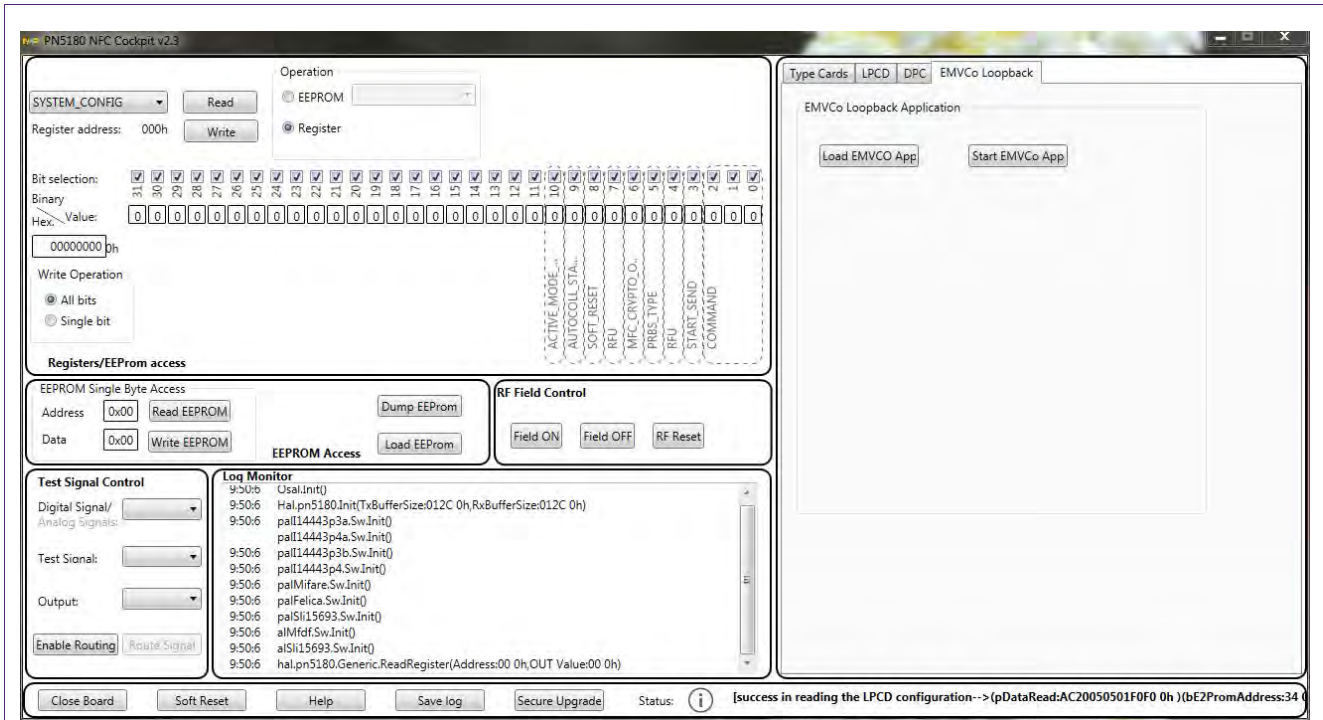 PN5180 NFC Cockpit v2.3
SYSTEM_CONFIG
Read
Register address: 000h
Write
Operation
EEPROM
Register
Bit selection:
31 30 29 28 27 26 25 24 23 22 21 20 19 18 17 16 15 14 13 12 11 10 9 8 7 6 5 4 3 2 1 0
Binary
Hex. Value:
0 0 0 0 0 0 0 0 0 0 0 0 0 0 0 0 0 0 0 0 0 0 0 0 0 0 0 0 0 0 0 0
00000000 0h
ACTIVE_MODE_...
AUTOCOLL_STA...
SOFT_RESET
RFU
MFC_CRYPTO_O..
PRBS_TYPE
RFU
START_SEND
COMMAND
Write Operation
All bits
Single bit
Registers/EEProm access
EEPROM Single Byte Access
Address 0x00 Read EEPROM
Data 0x00 Write EEPROM
EEPROM Access
Dump EEProm
Load EEProm
RF Field Control
Field ON Field OFF RF Reset
Test Signal Control
Digital Signal/
Analog Signals:
Test Signal:
Output:
Enable Routing Route Signal
Log Monitor
9:50:6 Osal.Init()
9:50:6 Hal.pn5180.Init(TxBufferSize:012C 0h,RxBufferSize:012C 0h)
9:50:6 palI14443p3a.Sw.Init()
palI14443p4a.Sw.Init()
9:50:6 palI14443p3b.Sw.Init()
9:50:6 palI14443p4.Sw.Init()
9:50:6 palMifare.Sw.Init()
9:50:6 palFelica.Sw.Init()
9:50:6 palSli15693.Sw.Init()
9:50:6 alMfdf.Sw.Init()
9:50:6 alSli15693.Sw.Init()
9:50:6 hal.pn5180.Generic.ReadRegister(Address:00 0h,OUT Value:00 0h)
Type Cards LPCD DPC EMVCo Loopback
EMVCo Loopback Application
Load EMVCO App Start EMVCo App
Close Board Soft Reset Help Save log Secure Upgrade Status: i [success in reading the LPCD configuration-->(pDataRead:AC20050501F0F0 0h )(bE2PromAddress:34